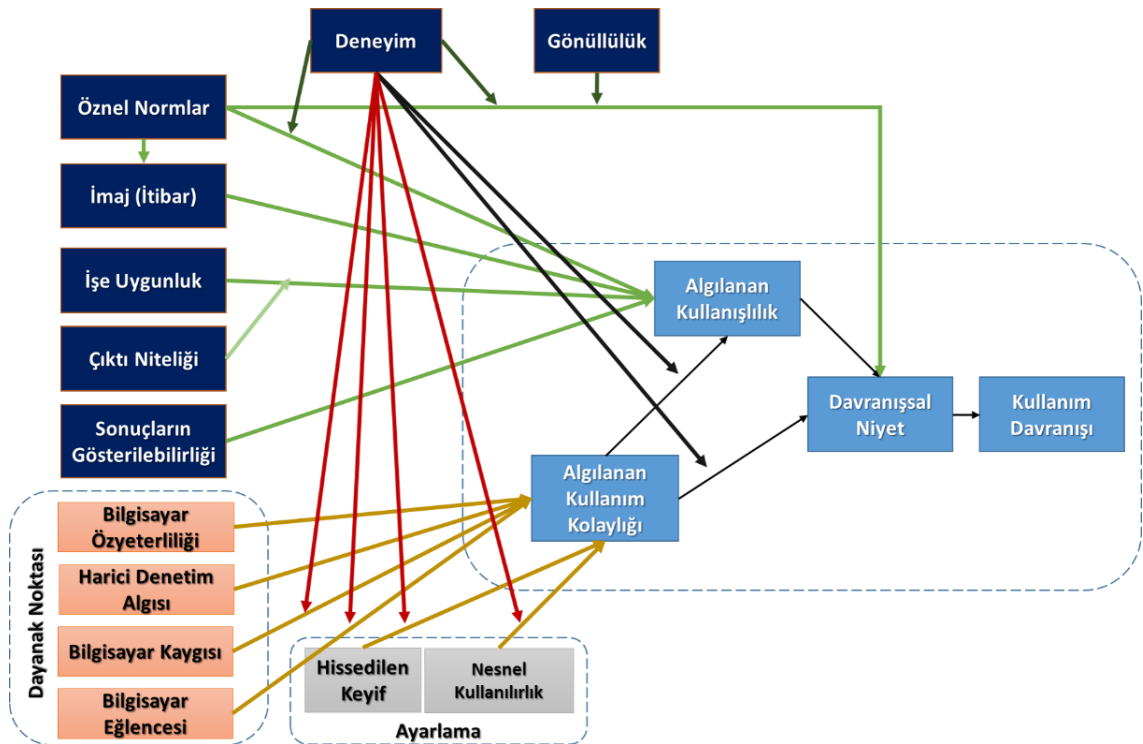 Deneyim
Gönüllülük
Öznel Normlar
İmaj (İtibar)
İşe Uygunluk
Çıktı Niteliği
Sonuçların
Gösterilebilirliği
Algılanan
Kullanışlılık
Davranışsal
Niyet
Kullanım
Davranışı
Algılanan
Kullanım
Kolaylığı
Dayanak Noktası
Bilgisayar
Özyeterliliği
Harici Denetim
Algısı
Bilgisayar Kaygısı
Bilgisayar
Eğlencesi
Hissedilen
Keyif
Nesnel
Kullanılırlık
Ayarlama